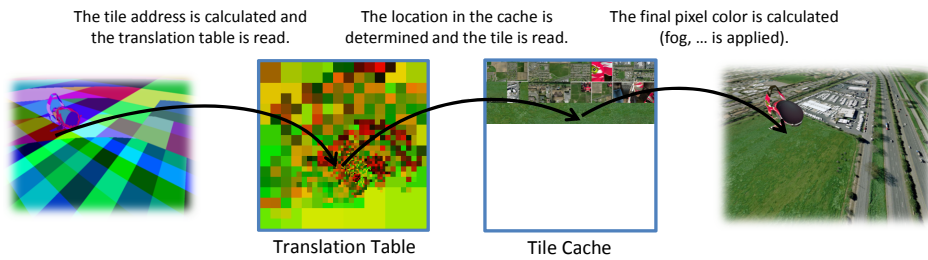 The tile address is calculated and
the translation table is read.
The location in the cache is
determined and the tile is read.
The final pixel color is calculated
(fog, ... is applied).
Translation Table
Tile Cache